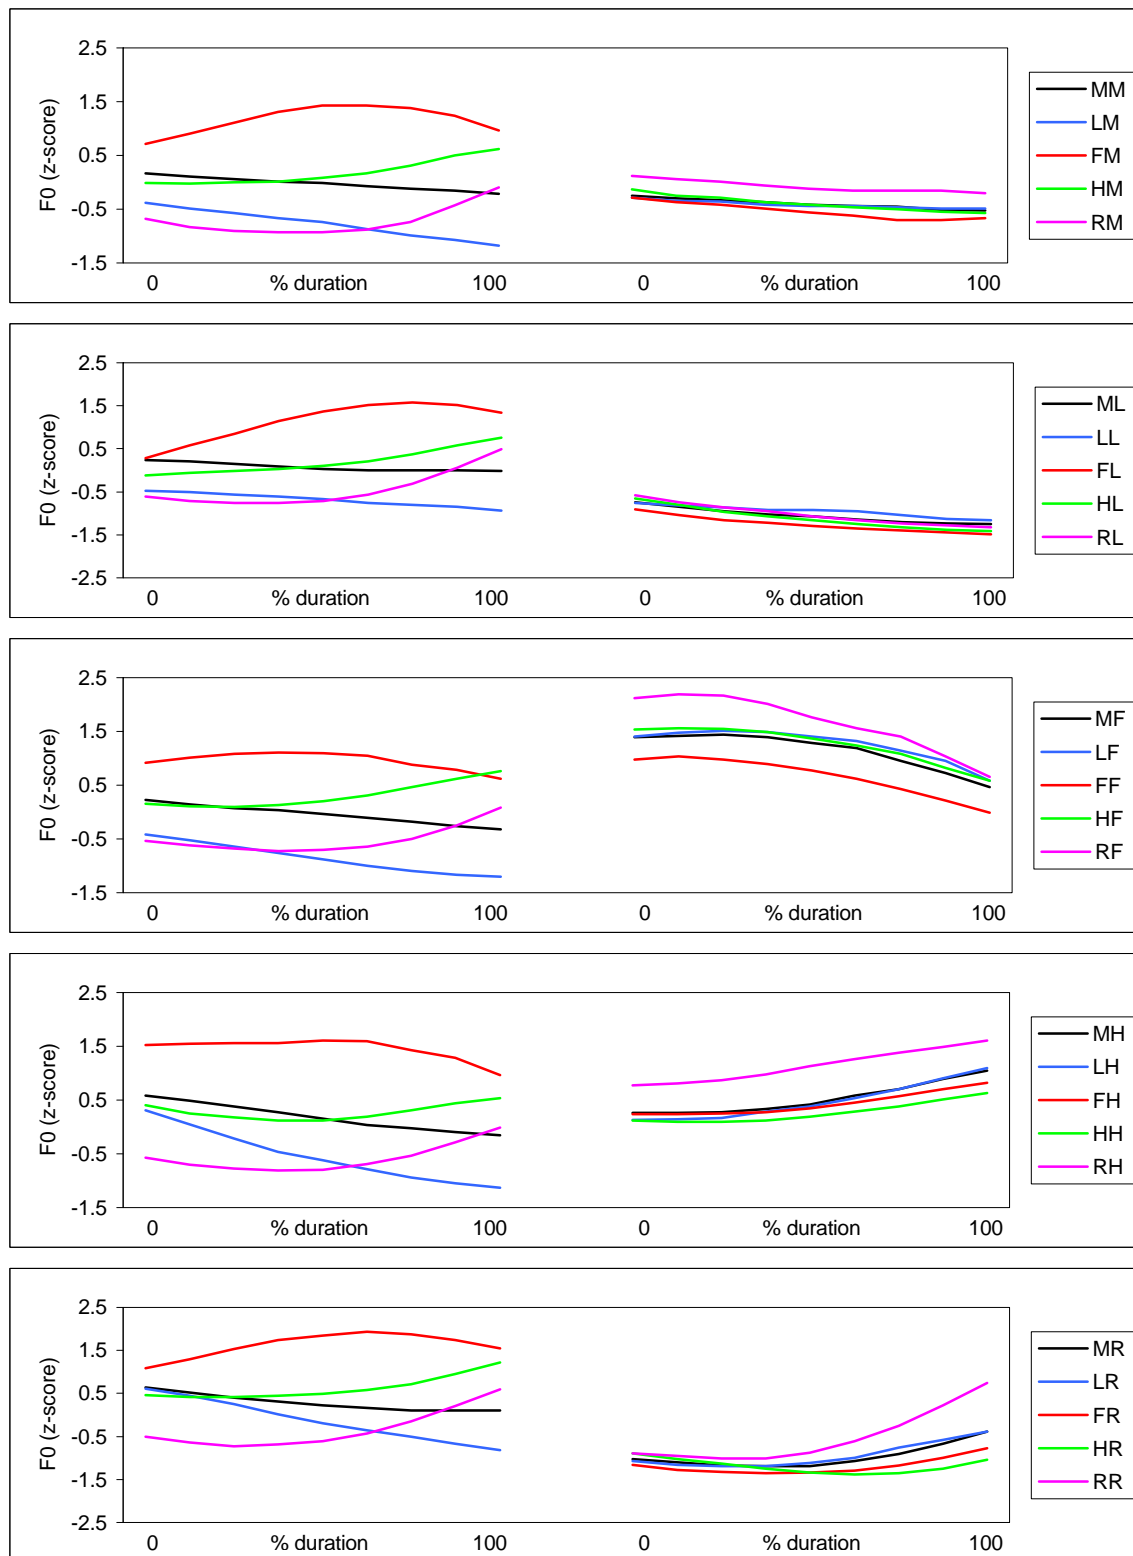 2.5
1.5
0.5
-0.5
-1.5
F0 (z-score)
0 % duration 100 0 % duration 100
MM
LM
FM
HM
RM
2.5
1.5
0.5
-0.5
-1.5
-2.5
F0 (z-score)
0 % duration 100 0 % duration 100
ML
LL
FL
HL
RL
2.5
1.5
0.5
-0.5
-1.5
F0 (z-score)
0 % duration 100 0 % duration 100
MF
LF
FF
HF
RF
2.5
1.5
0.5
-0.5
-1.5
F0 (z-score)
0 % duration 100 0 % duration 100
MH
LH
FH
HH
RH
2.5
1.5
0.5
-0.5
-1.5
-2.5
F0 (z-score)
0 % duration 100 0 % duration 100
MR
LR
FR
HR
RR